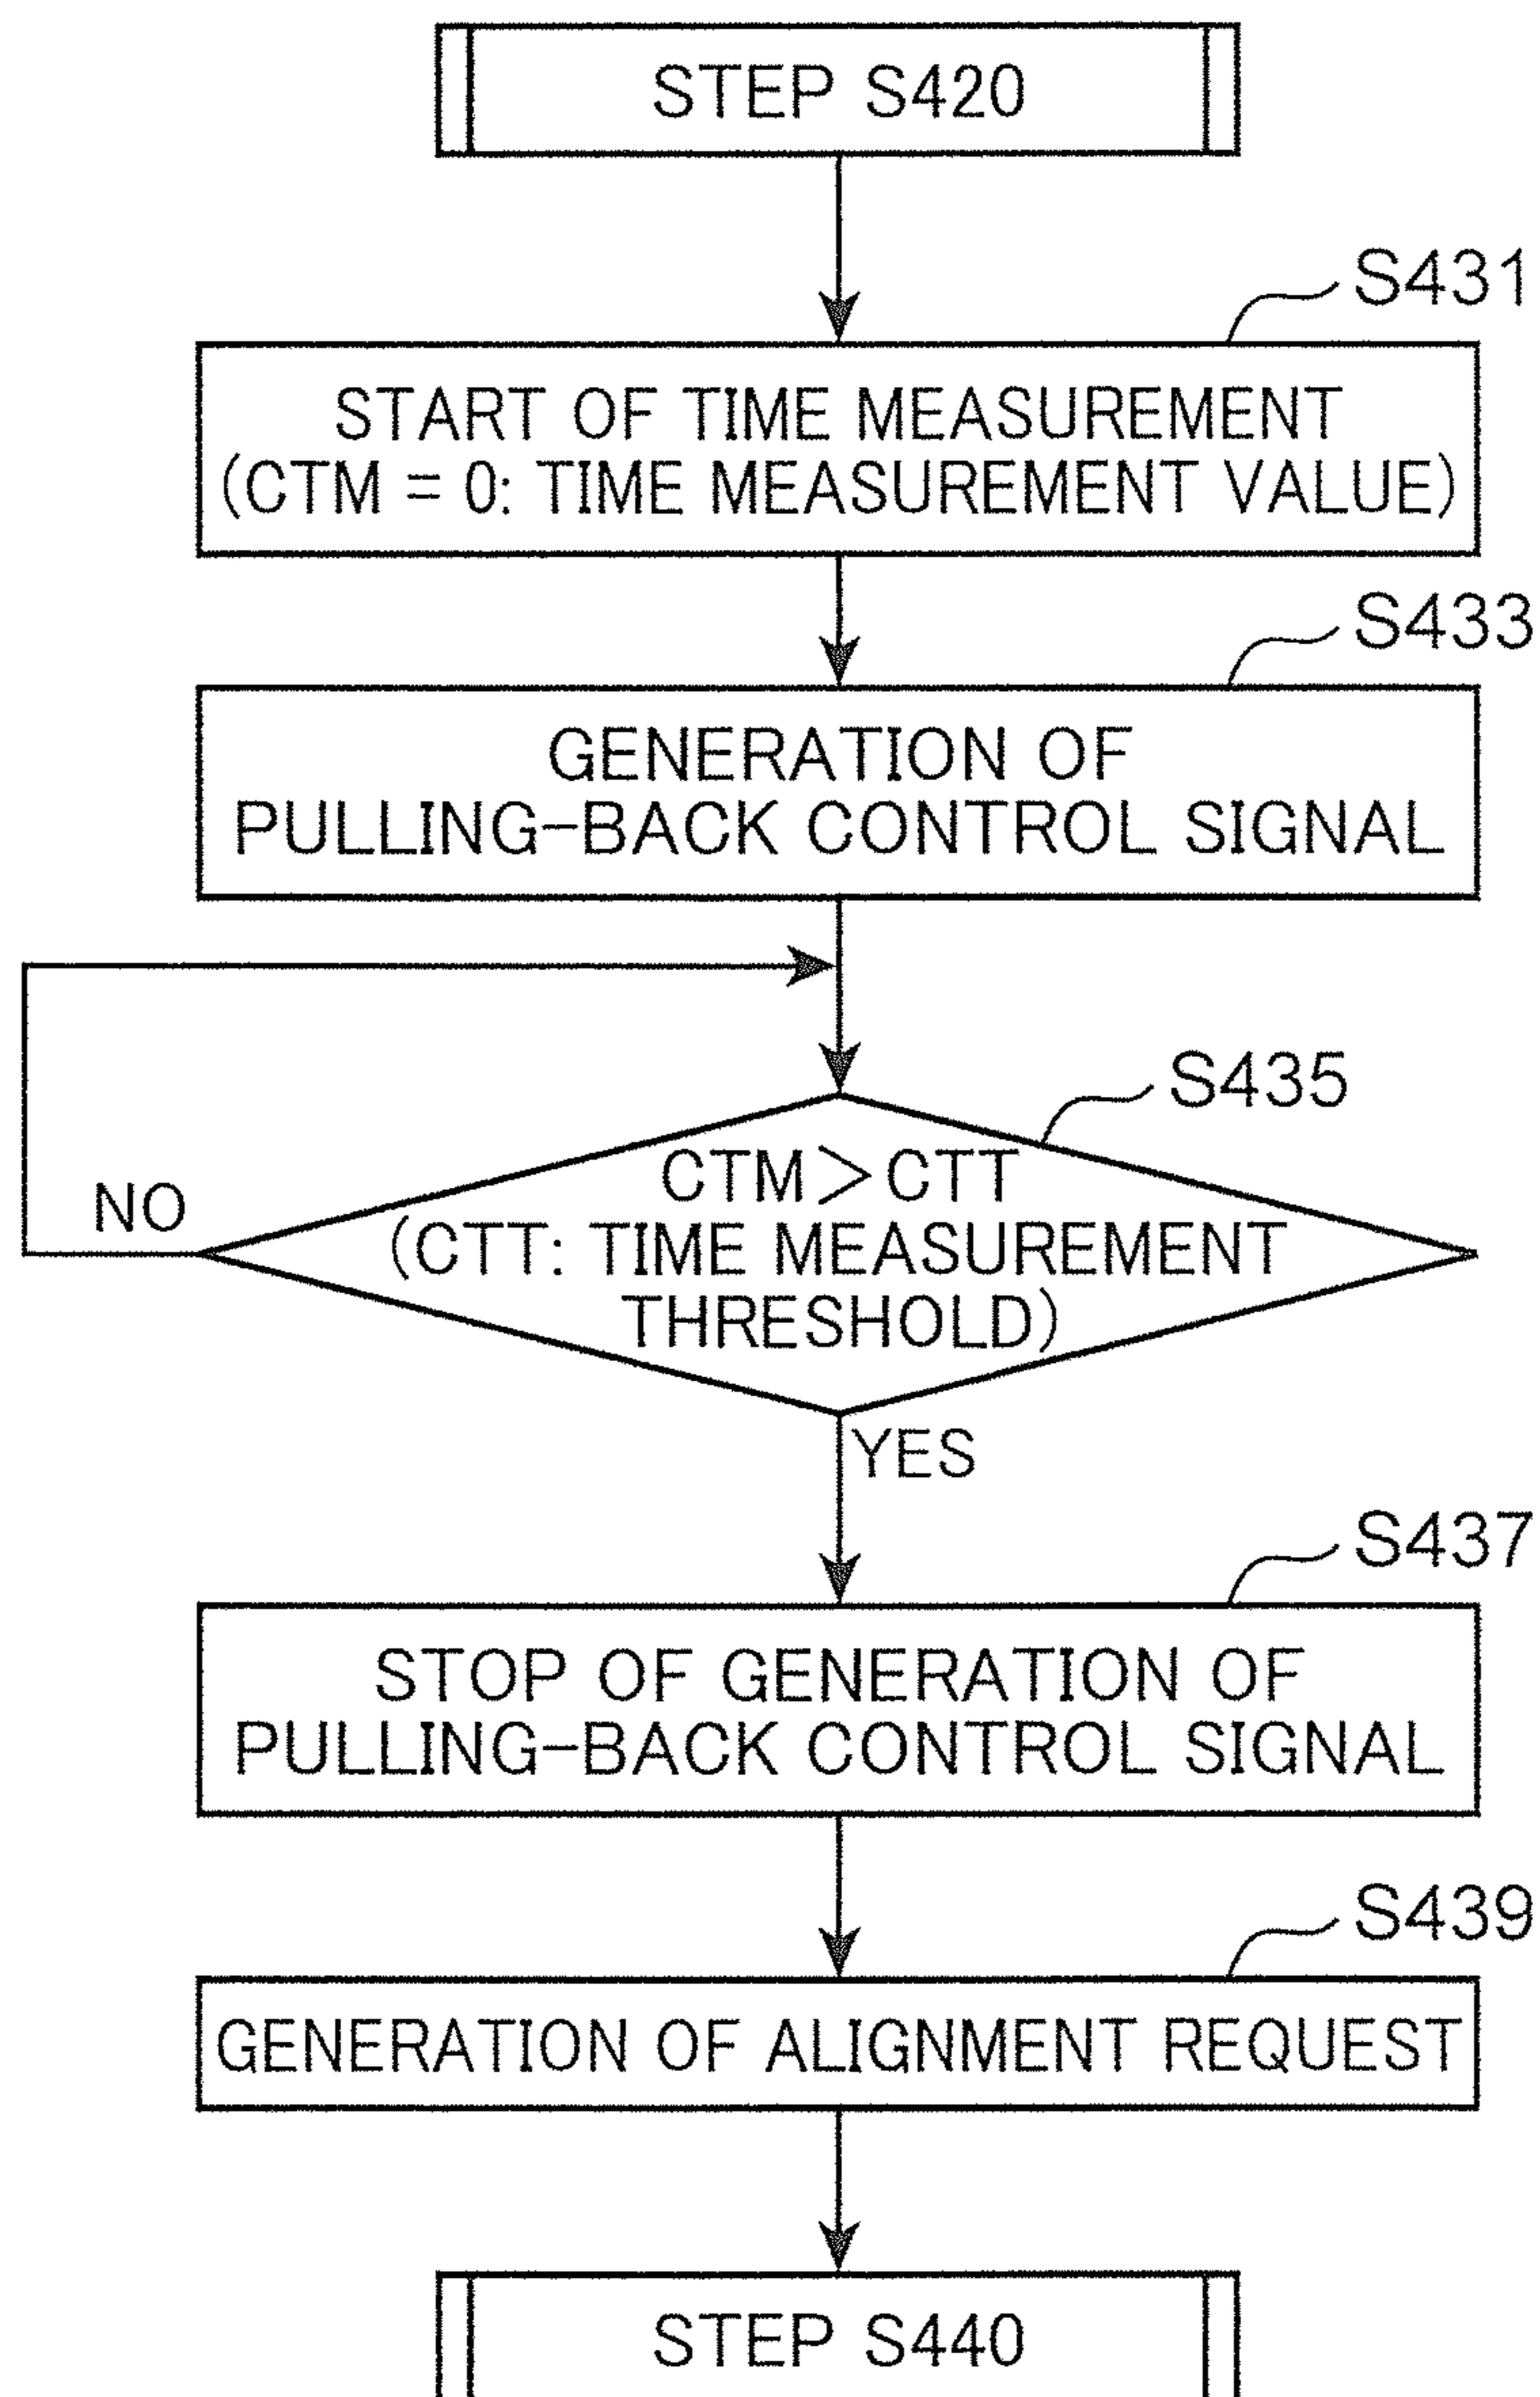 STEP S420
S431
START OF TIME MEASUREMENT
(CTM = 0: TIME MEASUREMENT VALUE)
S433
GENERATION OF
PULLING-BACK CONTROL SIGNAL
S435
CTM>CTT
(CTT: TIME MEASUREMENT
THRESHOLD)
NO
YES
S437
STOP OF GENERATION OF
PULLING-BACK CONTROL SIGNAL
S439
GENERATION OF ALIGNMENT REQUEST
STEP S440